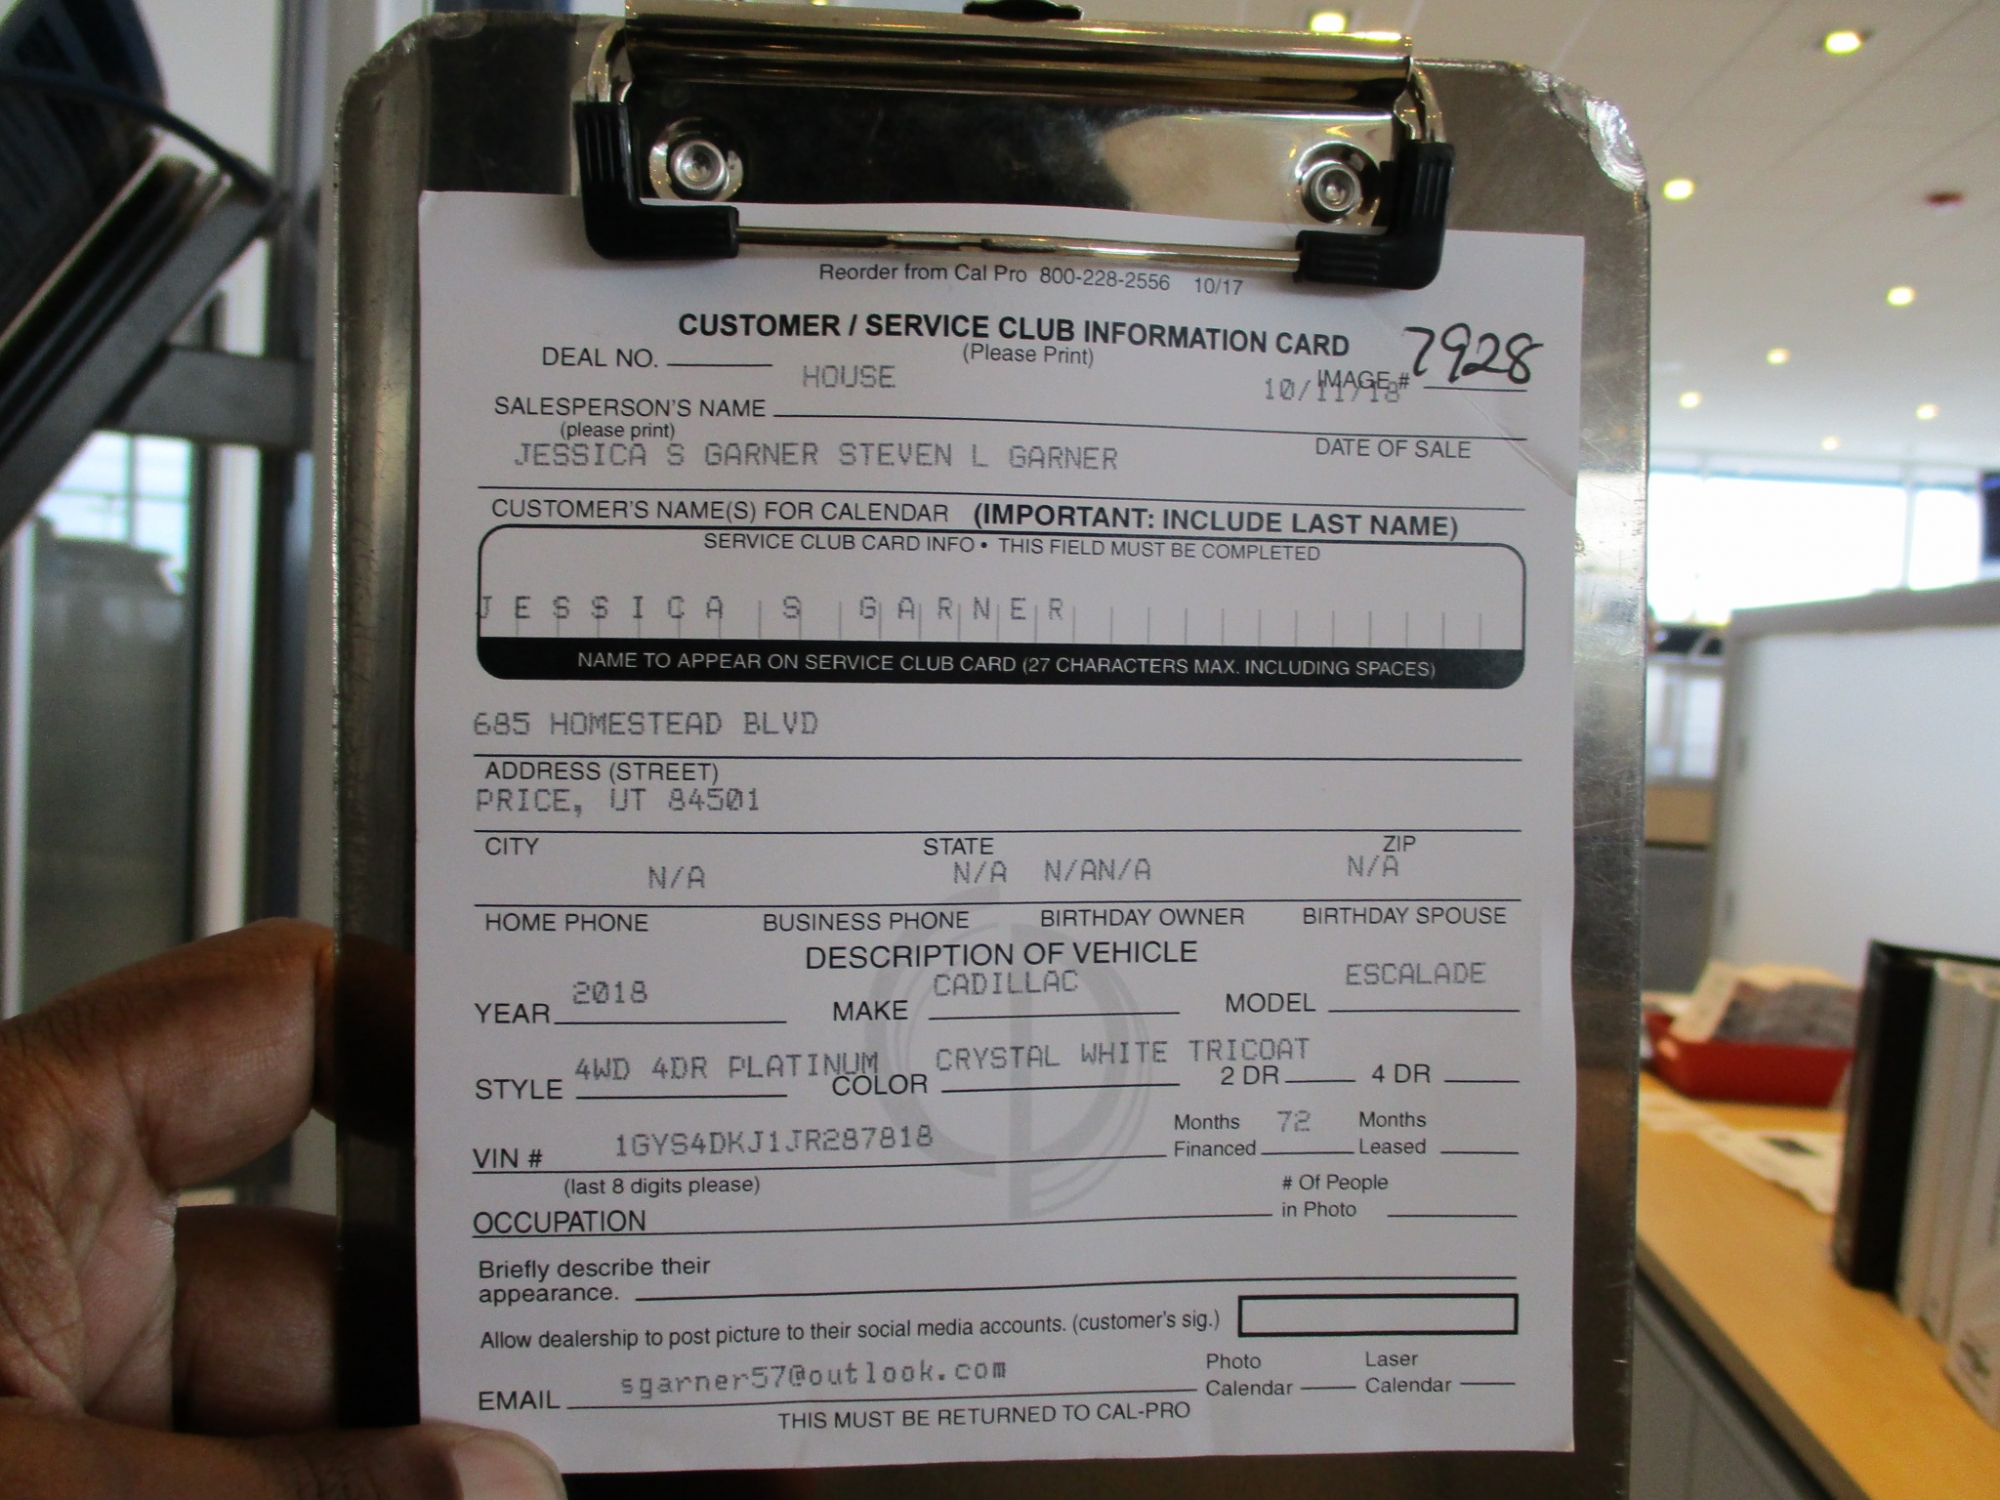 Reorder from Cal Pro 800-228-2556 10/17
CUSTOMER / SERVICE CLUB INFORMATION CARD
(Please Print)
7928
DEAL NO.
IMAGE #
HOUSE
10/11/18
SALESPERSON'S NAME
(please print)
DATE OF SALE
JESSICA S GARNER STEVEN L GARNER
CUSTOMER'S NAME(S) FOR CALENDAR (IMPORTANT: INCLUDE LAST NAME)
SERVICE CLUB CARD INFO • THIS FIELD MUST BE COMPLETED
JESSICA S GARNER
NAME TO APPEAR ON SERVICE CLUB CARD (27 CHARACTERS MAX. INCLUDING SPACES)
685 HOMESTEAD BLVD
ADDRESS (STREET)
PRICE, UT 84501
CITY STATE ZIP
N/A N/A N/AN/A N/A
HOME PHONE BUSINESS PHONE BIRTHDAY OWNER BIRTHDAY SPOUSE
DESCRIPTION OF VEHICLE
YEAR 2018 MAKE CADILLAC MODEL ESCALADE
STYLE 4WD 4DR PLATINUM COLOR CRYSTAL WHITE TRICOAT 2 DR 4 DR
VIN # 1GYS4DKJ1JR287818
(last 8 digits please)
Months Financed 72 Months Leased
OCCUPATION
# Of People in Photo
Briefly describe their
appearance.
Allow dealership to post picture to their social media accounts. (customer's sig.)
EMAIL sgarner57@outlook.com
Photo Calendar Laser Calendar
THIS MUST BE RETURNED TO CAL-PRO